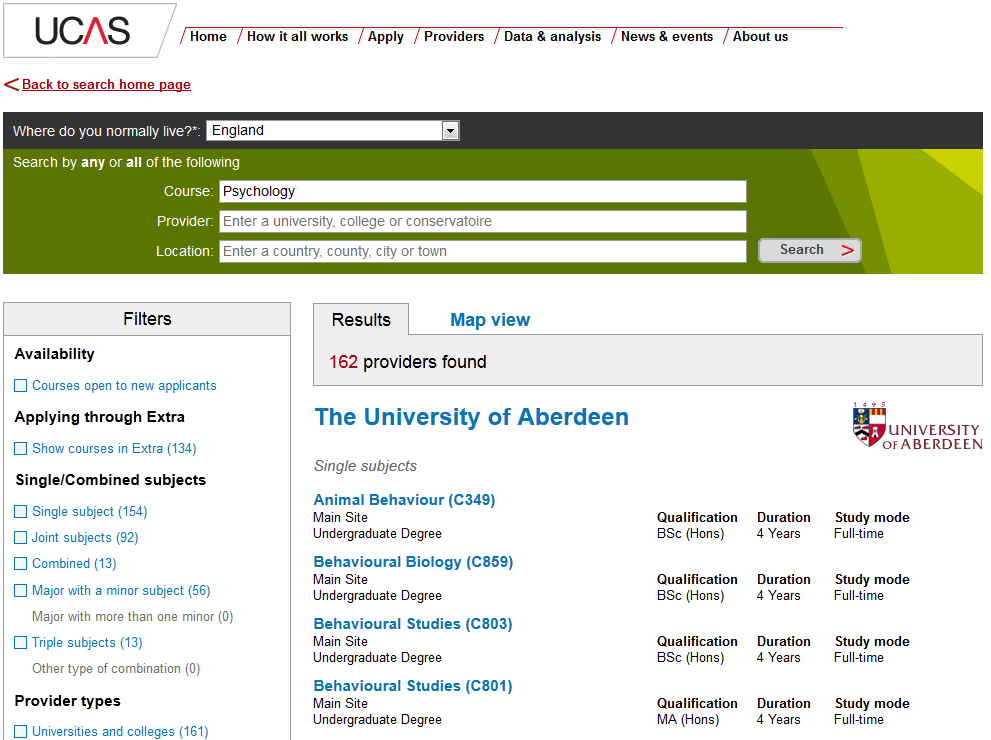 UCAS
Home
How it all works
Apply
Providers
Data & analysis
News & events
About us
Back to search home page
Where do you normally live?*: England
Search by any or all of the following
Course: Psychology
Provider: Enter a university, college or conservatoire
Location: Enter a country, county, city or town
Search >
Filters
Availability
Courses open to new applicants
Applying through Extra
Show courses in Extra (134)
Single/Combined subjects
Single subject (154)
Joint subjects (92)
Combined (13)
Major with a minor subject (56)
Major with more than one minor (0)
Triple subjects (13)
Other type of combination (0)
Provider types
Universities and colleges (161)
Results
Map view
162 providers found
The University of Aberdeen
1495
UNIVERSITY
OF ABERDEEN
Single subjects
Animal Behaviour (C349)
Main Site Qualification Duration Study mode
Undergraduate Degree BSc (Hons) 4 Years Full-time
Behavioural Biology (C859)
Main Site Qualification Duration Study mode
Undergraduate Degree BSc (Hons) 4 Years Full-time
Behavioural Studies (C803)
Main Site Qualification Duration Study mode
Undergraduate Degree BSc (Hons) 4 Years Full-time
Behavioural Studies (C801)
Main Site Qualification Duration Study mode
Undergraduate Degree MA (Hons) 4 Years Full-time